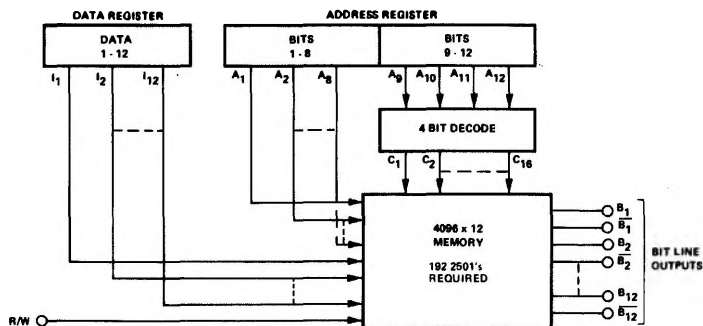 DATA REGISTER
ADDRESS REGISTER
DATA
1 - 12
BITS
1 - 8
BITS
9 - 12
I1 I2 I12
A1 A2 A8
A9 A10 A11 A12
4 BIT DECODE
C1 C2 C16
4096 x 12
MEMORY
192 2501's
REQUIRED
B1
B1
B2
B2
B12
B12
BIT LINE
OUTPUTS
R/W